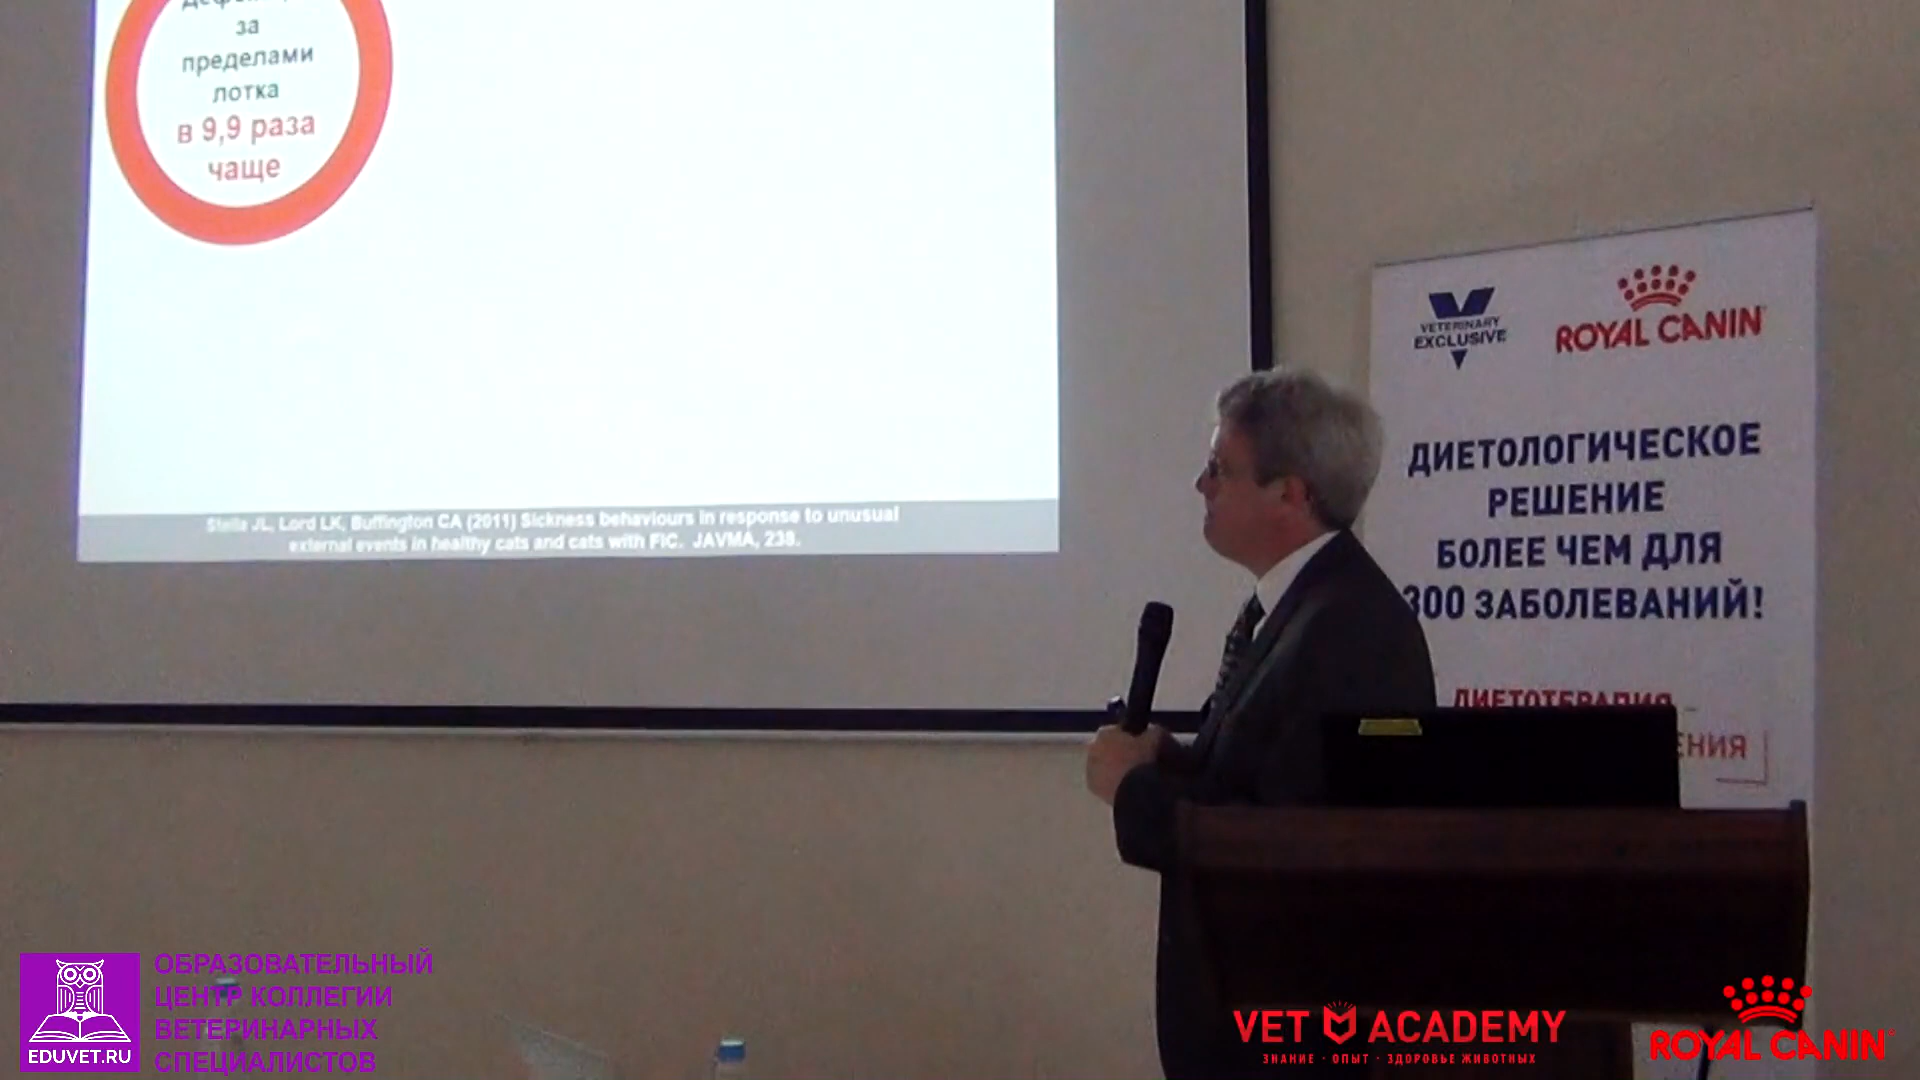 за
пределами
лотка
в 9,9 раза
чаще
Stella JL, Lord LK, Buffington CA (2011) Sickness behaviours in response to unusual
external events in healthy cats and cats with FIC. JAVMA, 238.
VETERINARY
EXCLUSIVE
ROYAL CANIN
ДИЕТОЛОГИЧЕСКОЕ
РЕШЕНИЕ
БОЛЕЕ ЧЕМ ДЛЯ
300 ЗАБОЛЕВАНИЙ!
ДИЕТОТЕРАПИЯ –
ЕНИЯ
EDUVET.RU
ОБРАЗОВАТЕЛЬНЫЙ
ЦЕНТР КОЛЛЕГИИ
ВЕТЕРИНАРНЫХ
СПЕЦИАЛИСТОВ
VET ACADEMY
ЗНАНИЕ · ОПЫТ · ЗДОРОВЬЕ ЖИВОТНЫХ
ROYAL CANIN